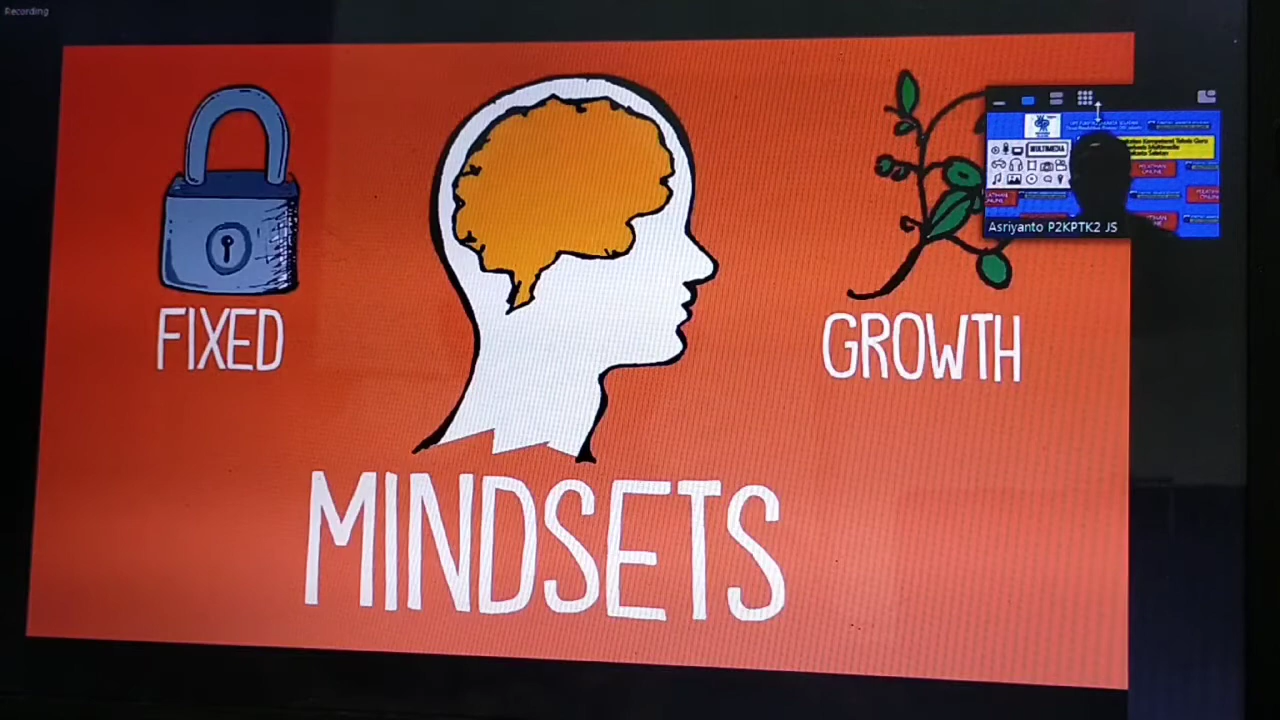 Recording
FIXED
GROWTH
MINDSETS
MULTIMEDIA
Asriyanto P2KPTK2 JS